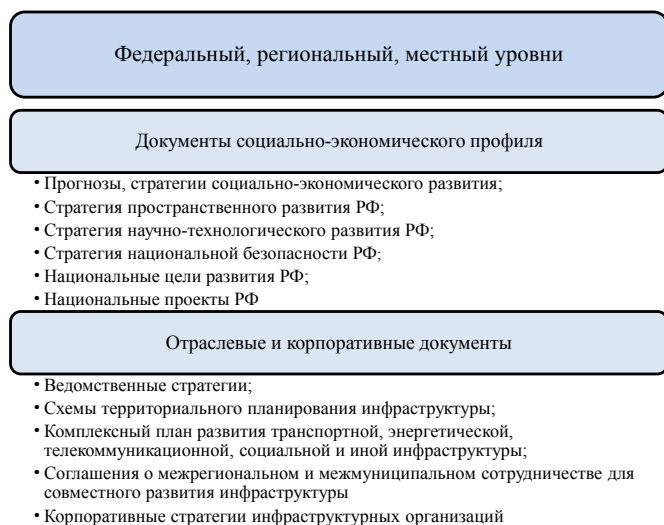 Федеральный, региональный, местный уровни
Документы социально-экономического профиля
• Прогнозы, стратегии социально-экономического развития;
• Стратегия пространственного развития РФ;
• Стратегия научно-технологического развития РФ;
• Стратегия национальной безопасности РФ;
• Национальные цели развития РФ;
• Национальные проекты РФ
Отраслевые и корпоративные документы
• Ведомственные стратегии;
• Схемы территориального планирования инфраструктуры;
• Комплексный план развития транспортной, энергетической,
телекоммуникационной, социальной и иной инфраструктуры;
• Соглашения о межрегиональном и межмуниципальном сотрудничестве для
совместного развития инфраструктуры
• Корпоративные стратегии инфраструктурных организаций